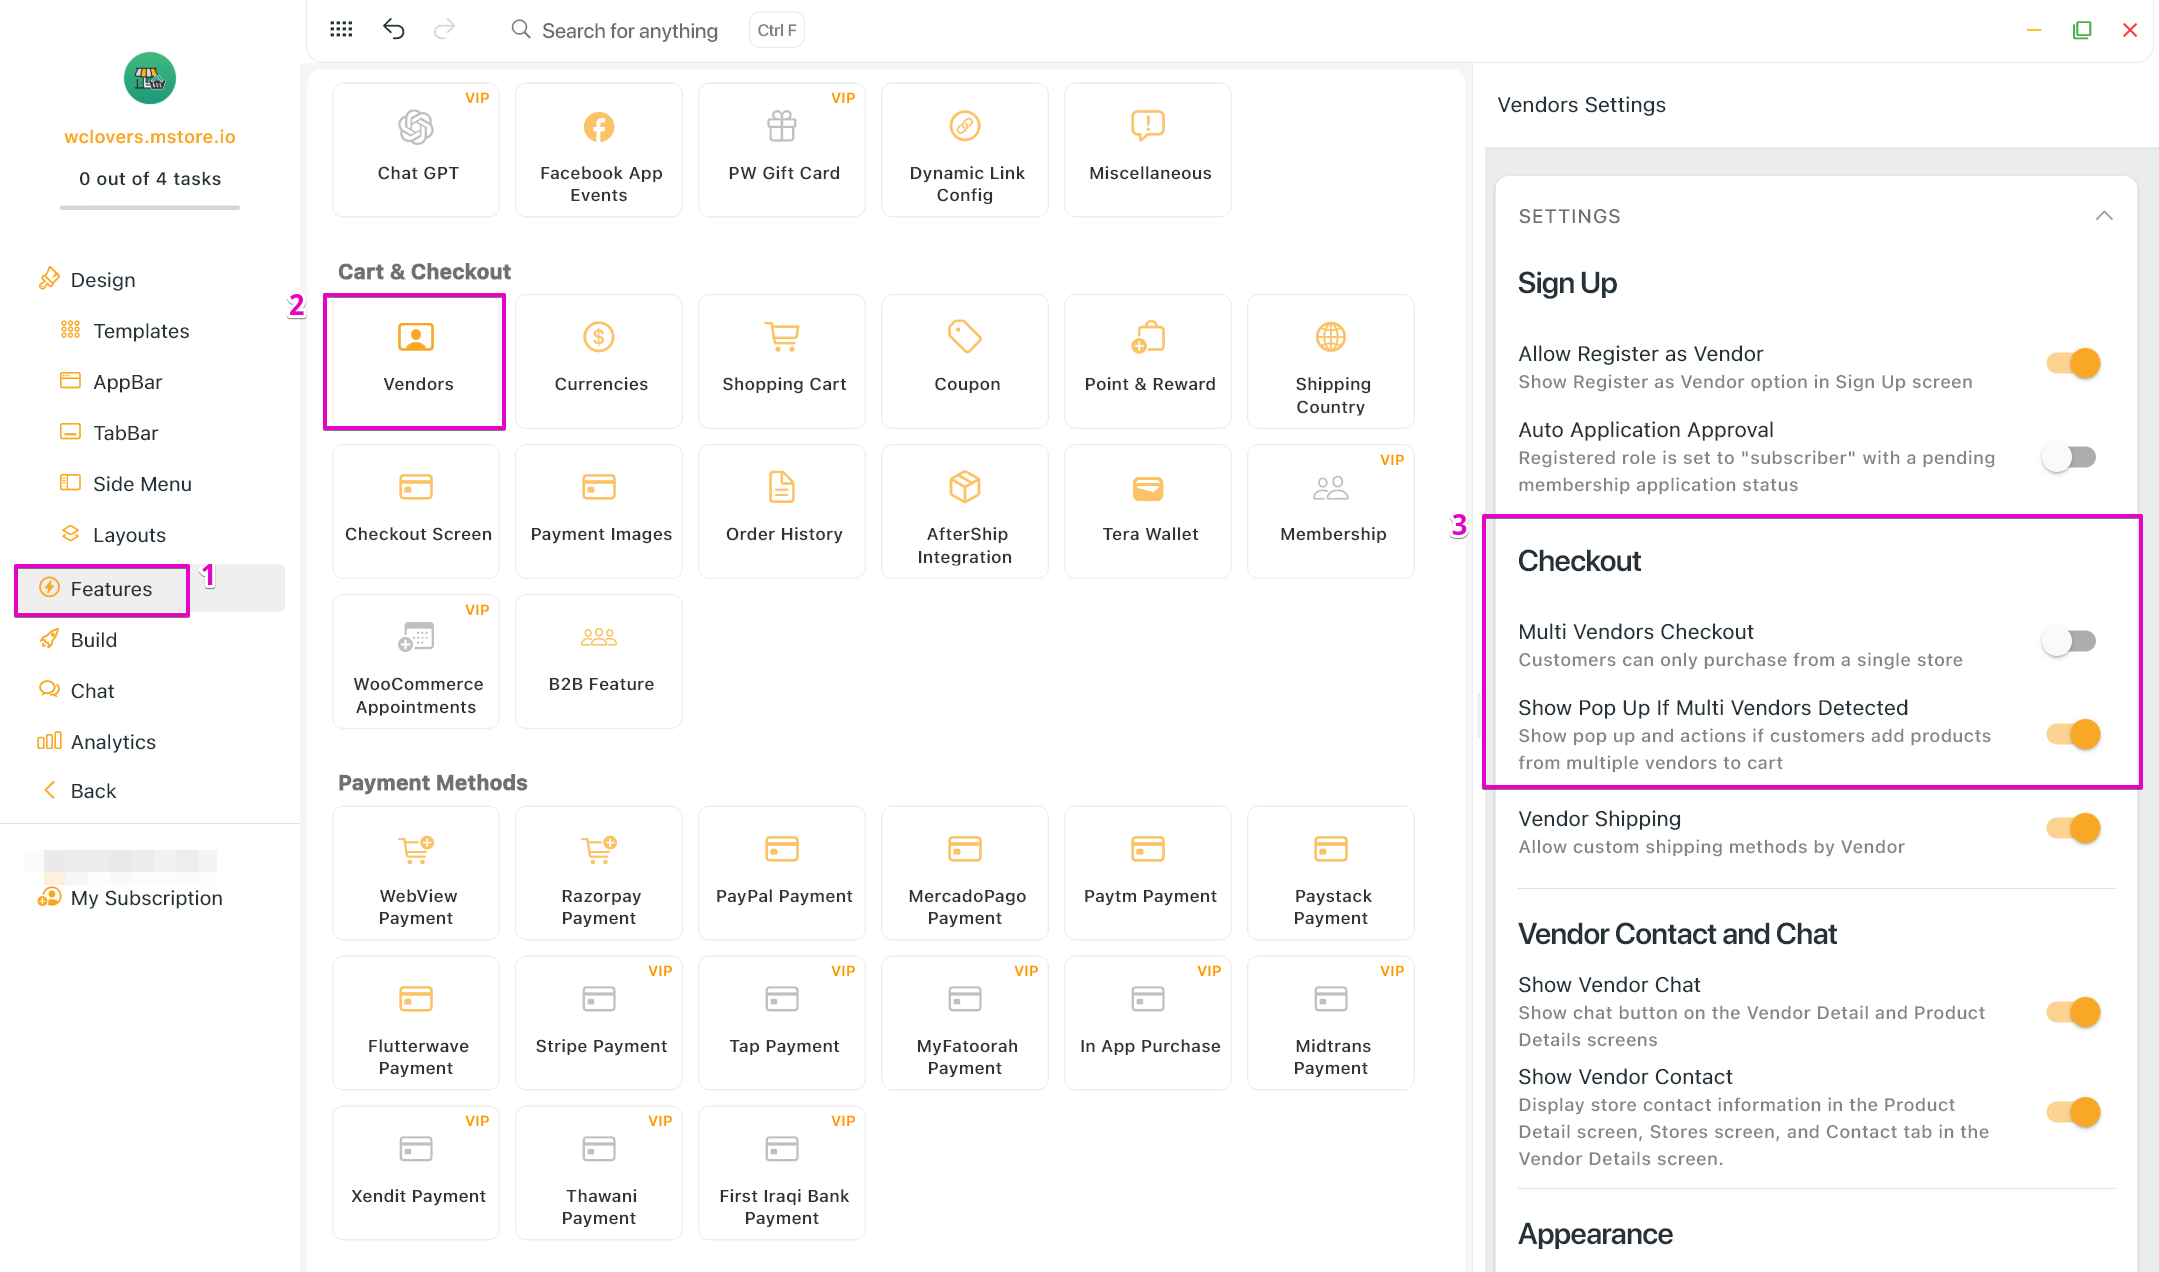 Search for anything
Ctrl F
wclovers.mstore.io
0 out of 4 tasks
Design
Templates
AppBar
TabBar
Side Menu
Layouts
Features
1
Build
Chat
Analytics
Back
My Subscription
VIP
Chat GPT
Facebook App
Events
VIP
PW Gift Card
Dynamic Link
Config
Miscellaneous
Cart & Checkout
2
Vendors
Currencies
Shopping Cart
Coupon
Point & Reward
Shipping
Country
Checkout Screen
Payment Images
Order History
AfterShip
Integration
Tera Wallet
VIP
Membership
VIP
WooCommerce
Appointments
B2B Feature
Payment Methods
WebView
Payment
Razorpay
Payment
PayPal Payment
MercadoPago
Payment
Paytm Payment
Paystack
Payment
Flutterwave
Payment
VIP
Stripe Payment
VIP
Tap Payment
VIP
MyFatoorah
Payment
VIP
In App Purchase
VIP
Midtrans
Payment
VIP
Xendit Payment
VIP
Thawani
Payment
VIP
First Iraqi Bank
Payment
Vendors Settings
SETTINGS
Sign Up
Allow Register as Vendor
Show Register as Vendor option in Sign Up screen
Auto Application Approval
Registered role is set to "subscriber" with a pending
membership application status
3
Checkout
Multi Vendors Checkout
Customers can only purchase from a single store
Show Pop Up If Multi Vendors Detected
Show pop up and actions if customers add products
from multiple vendors to cart
Vendor Shipping
Allow custom shipping methods by Vendor
Vendor Contact and Chat
Show Vendor Chat
Show chat button on the Vendor Detail and Product
Details screens
Show Vendor Contact
Display store contact information in the Product
Detail screen, Stores screen, and Contact tab in the
Vendor Details screen.
Appearance